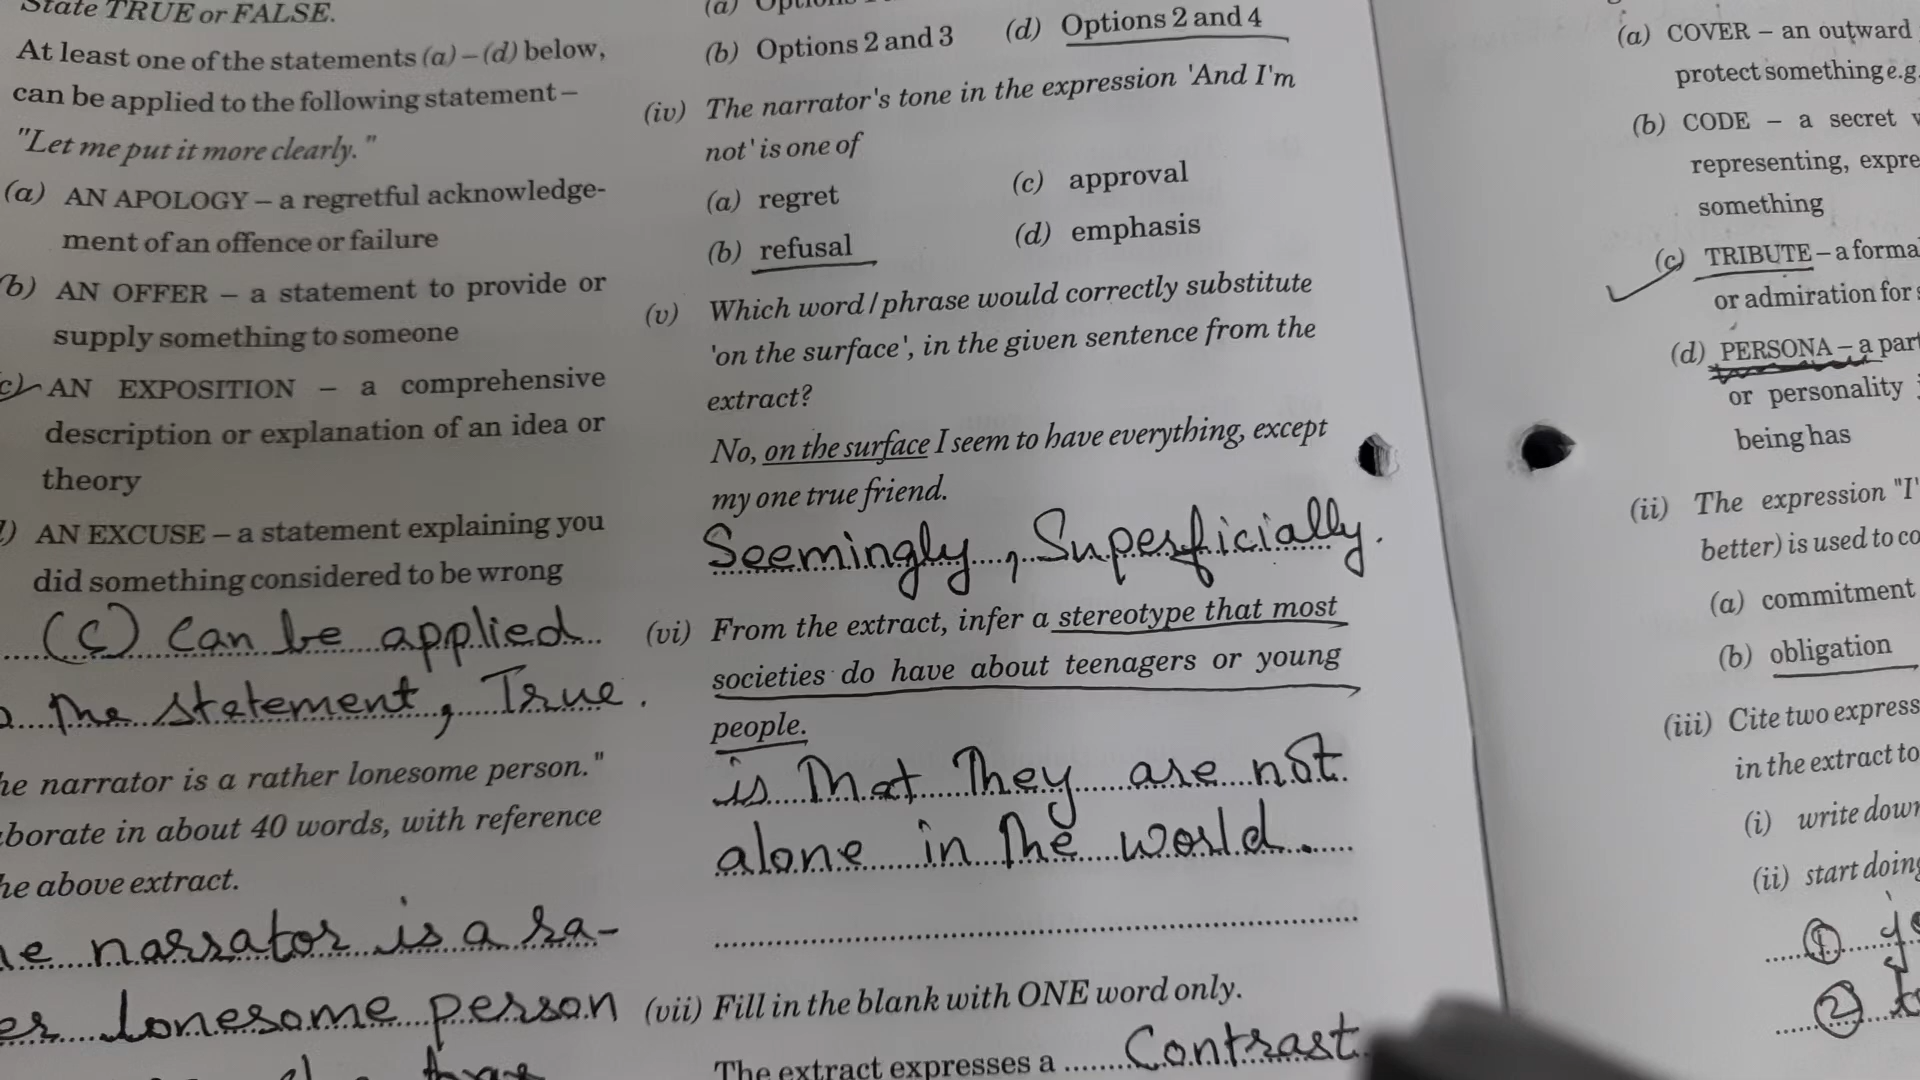 State TRUE or FALSE.
At least one of the statements (a) – (d) below,
can be applied to the following statement –
"Let me put it more clearly."
(a) AN APOLOGY – a regretful acknowledge-
ment of an offence or failure
b) AN OFFER – a statement to provide or
supply something to someone
c) AN EXPOSITION – a comprehensive
description or explanation of an idea or
theory
) AN EXCUSE – a statement explaining you
did something considered to be wrong
(c) can be applied
the statement, True.
narrator is a rather lonesome person."
in about 40 words, with reference
above extract.
narrator is a ra-
lonesome person
(a)
(b) Options 2 and 3
(d) Options 2 and 4
(iv) The narrator's tone in the expression 'And I'm
not' is one of
(a) regret
(c) approval
(b) refusal
(d) emphasis
(v) Which word / phrase would correctly substitute
'on the surface', in the given sentence from the
extract?
No, on the surface I seem to have everything, except
my one true friend.
Seemingly, Superficially.
(vi) From the extract, infer a stereotype that most
societies do have about teenagers or young
people.
is that they are not
alone in the world.
(vii) Fill in the blank with ONE word only.
The extract expresses a ...... Contrast
(a) COVER – an outward
protect something e.g.
(b) CODE – a secret
representing,
something
(c) TRIBUTE – a
or admiration for
(d) PERSONA – a
or personality
being has
(ii) The expression
better) is used to
(a) commitment
(b) obligation
(iii) Cite two
in the extract to
(i) write
(ii) start
①
②